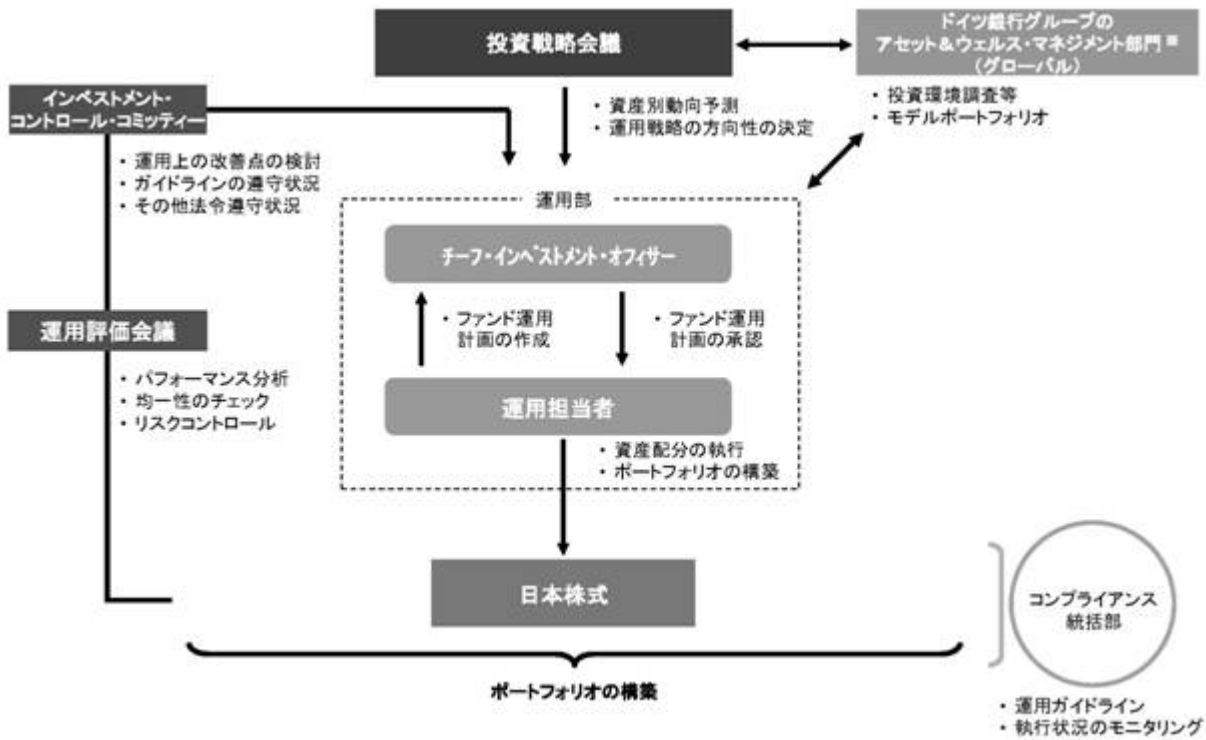 投資戦略会議
ドイツ銀行グループの
アセット&ウェルス・マネジメント部門※
(グローバル)
・投資環境調査等
・モデルポートフォリオ
・資産別動向予測
・運用戦略の方向性の決定
インベストメント・
コントロール・コミッティー
・運用上の改善点の検討
・ガイドラインの遵守状況
・その他法令遵守状況
運用部
チーフ・インベストメント・オフィサー
・ファンド運用
計画の作成
・ファンド運用
計画の承認
運用評価会議
・パフォーマンス分析
・均一性のチェック
・リスクコントロール
運用担当者
・資産配分の執行
・ポートフォリオの構築
日本株式
コンプライアンス
統括部
ポートフォリオの構築
・運用ガイドライン
・執行状況のモニタリング